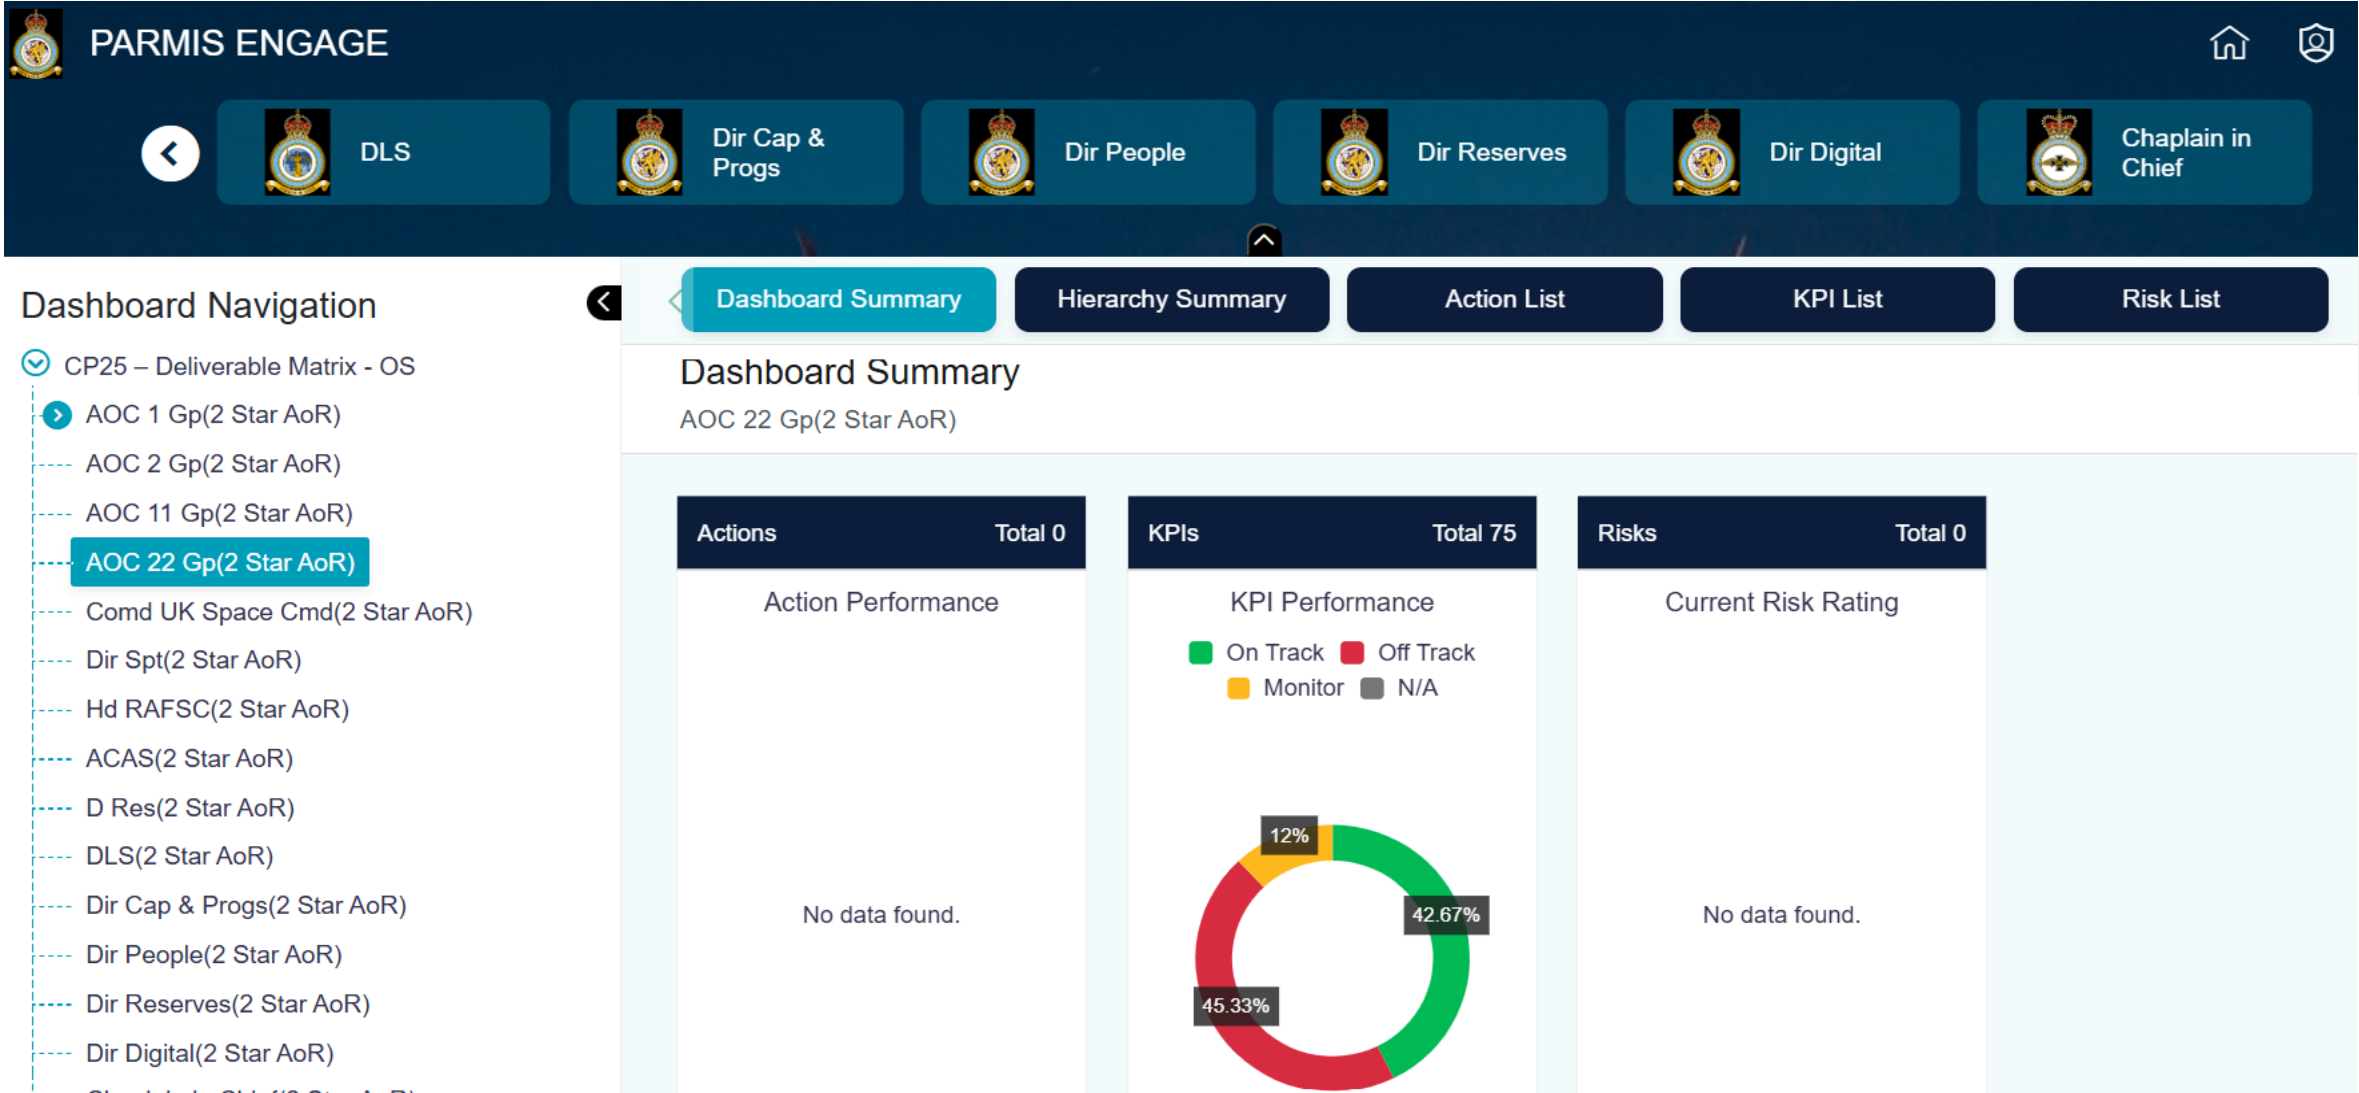 PARMIS ENGAGE
DLS
Dir Cap &
Progs
Dir People
Dir Reserves
Dir Digital
Chaplain in
Chief
Dashboard Navigation
CP25 – Deliverable Matrix - OS
AOC 1 Gp(2 Star AoR)
AOC 2 Gp(2 Star AoR)
AOC 11 Gp(2 Star AoR)
AOC 22 Gp(2 Star AoR)
Comd UK Space Cmd(2 Star AoR)
Dir Spt(2 Star AoR)
Hd RAFSC(2 Star AoR)
ACAS(2 Star AoR)
D Res(2 Star AoR)
DLS(2 Star AoR)
Dir Cap & Progs(2 Star AoR)
Dir People(2 Star AoR)
Dir Reserves(2 Star AoR)
Dir Digital(2 Star AoR)
Dashboard Summary
Hierarchy Summary
Action List
KPI List
Risk List
Dashboard Summary
AOC 22 Gp(2 Star AoR)
Actions Total 0
Action Performance
No data found.
KPIs Total 75
KPI Performance
On Track Off Track
Monitor N/A
12%
42.67%
45.33%
Risks Total 0
Current Risk Rating
No data found.